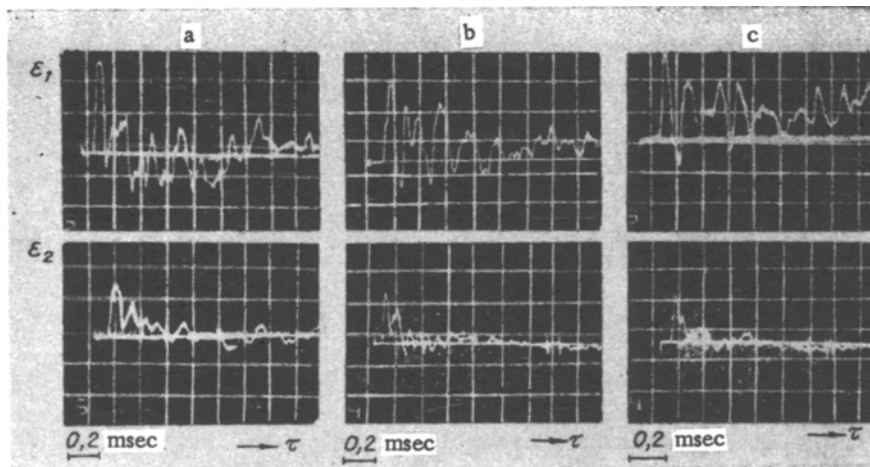 a b c
ε₁
ε₂
0,2 msec → τ 0,2 msec → τ 0,2 msec → τ